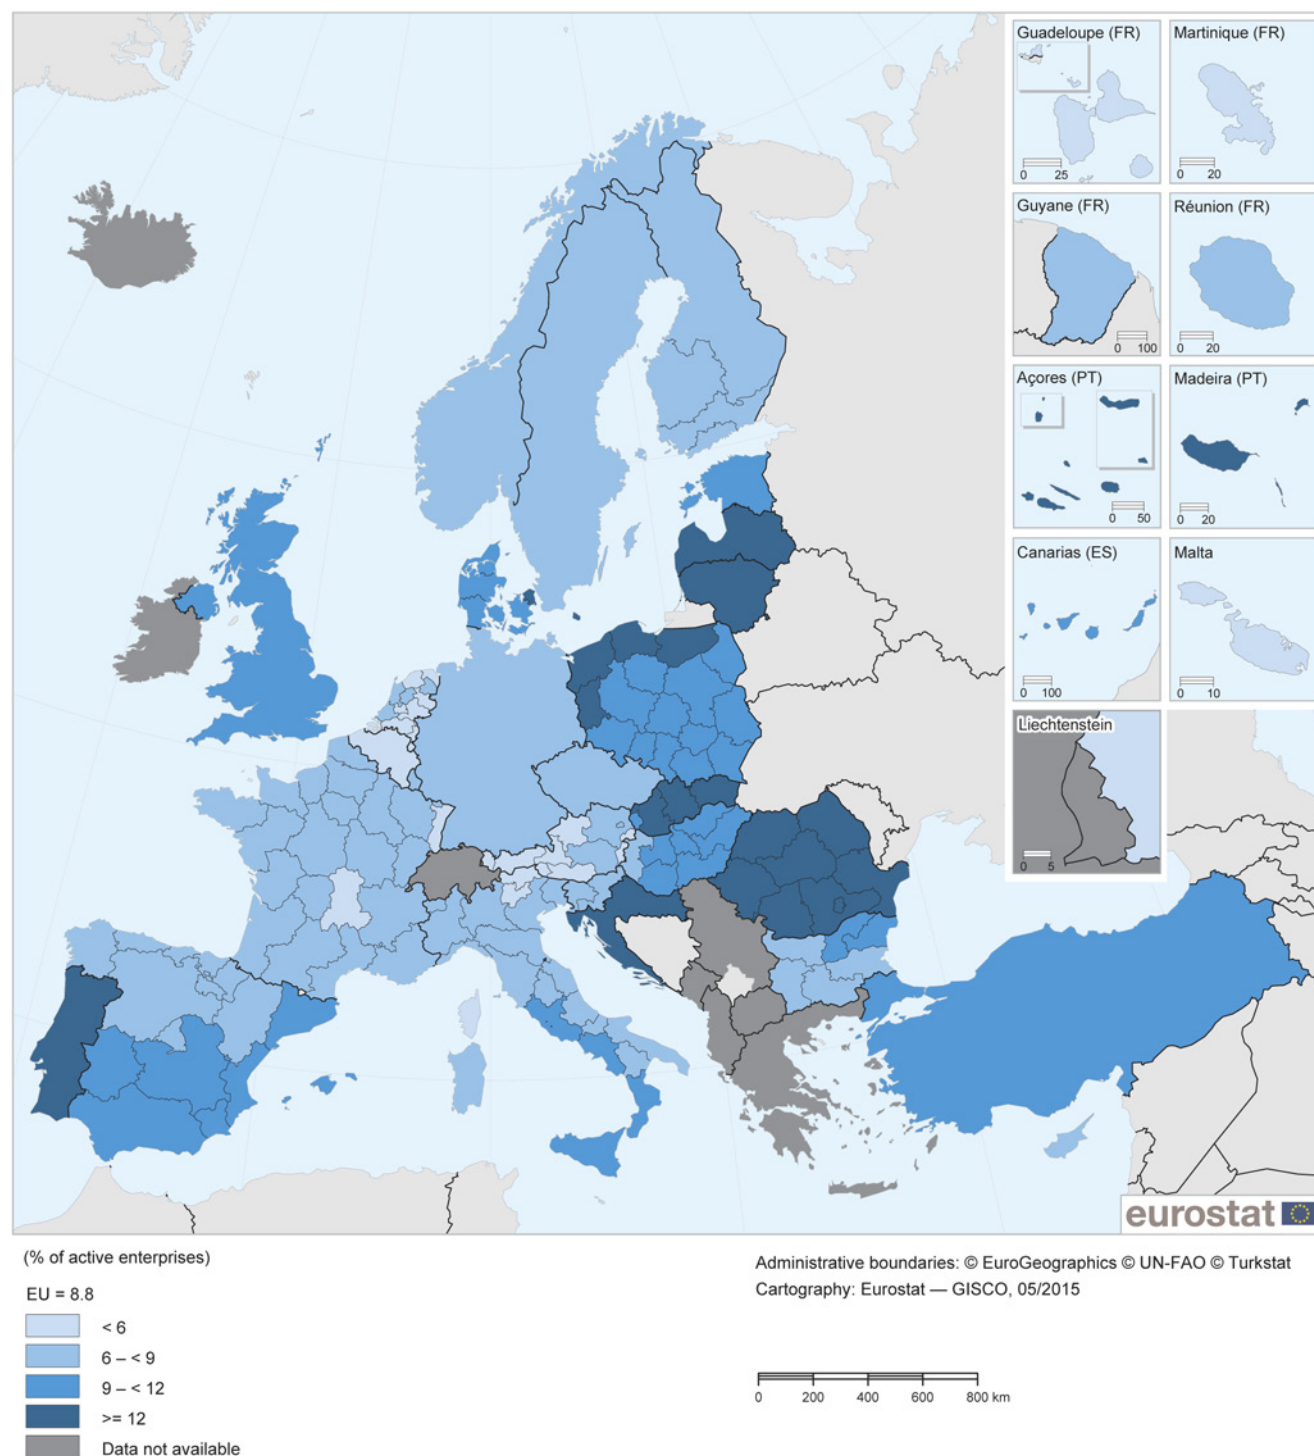 Guadeloupe (FR)
0 25
Martinique (FR)
0 20
Guyane (FR)
0 100
Réunion (FR)
0 20
Açores (PT)
0 50
Madeira (PT)
0 20
Canarias (ES)
0 100
Malta
0 10
Liechtenstein
0 5
eurostat
(% of active enterprises)
EU = 8.8
< 6
6 – < 9
9 – < 12
>= 12
Data not available
Administrative boundaries: © EuroGeographics © UN-FAO © Turkstat
Cartography: Eurostat — GISCO, 05/2015
0 200 400 600 800 km